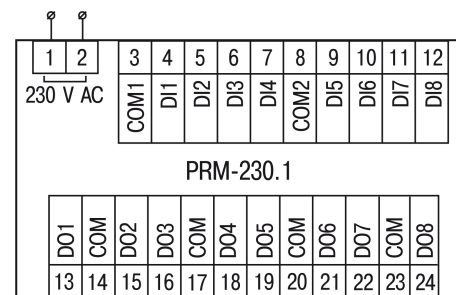 1 2 3 4 5 6 7 8 9 10 11 12
230 V AC COM1 DI1 DI2 DI3 DI4 COM2 DI5 DI6 DI7 DI8
PRM-230.1
DO1 COM DO2 DO3 COM DO4 DO5 COM DO6 DO7 COM DO8
13 14 15 16 17 18 19 20 21 22 23 24